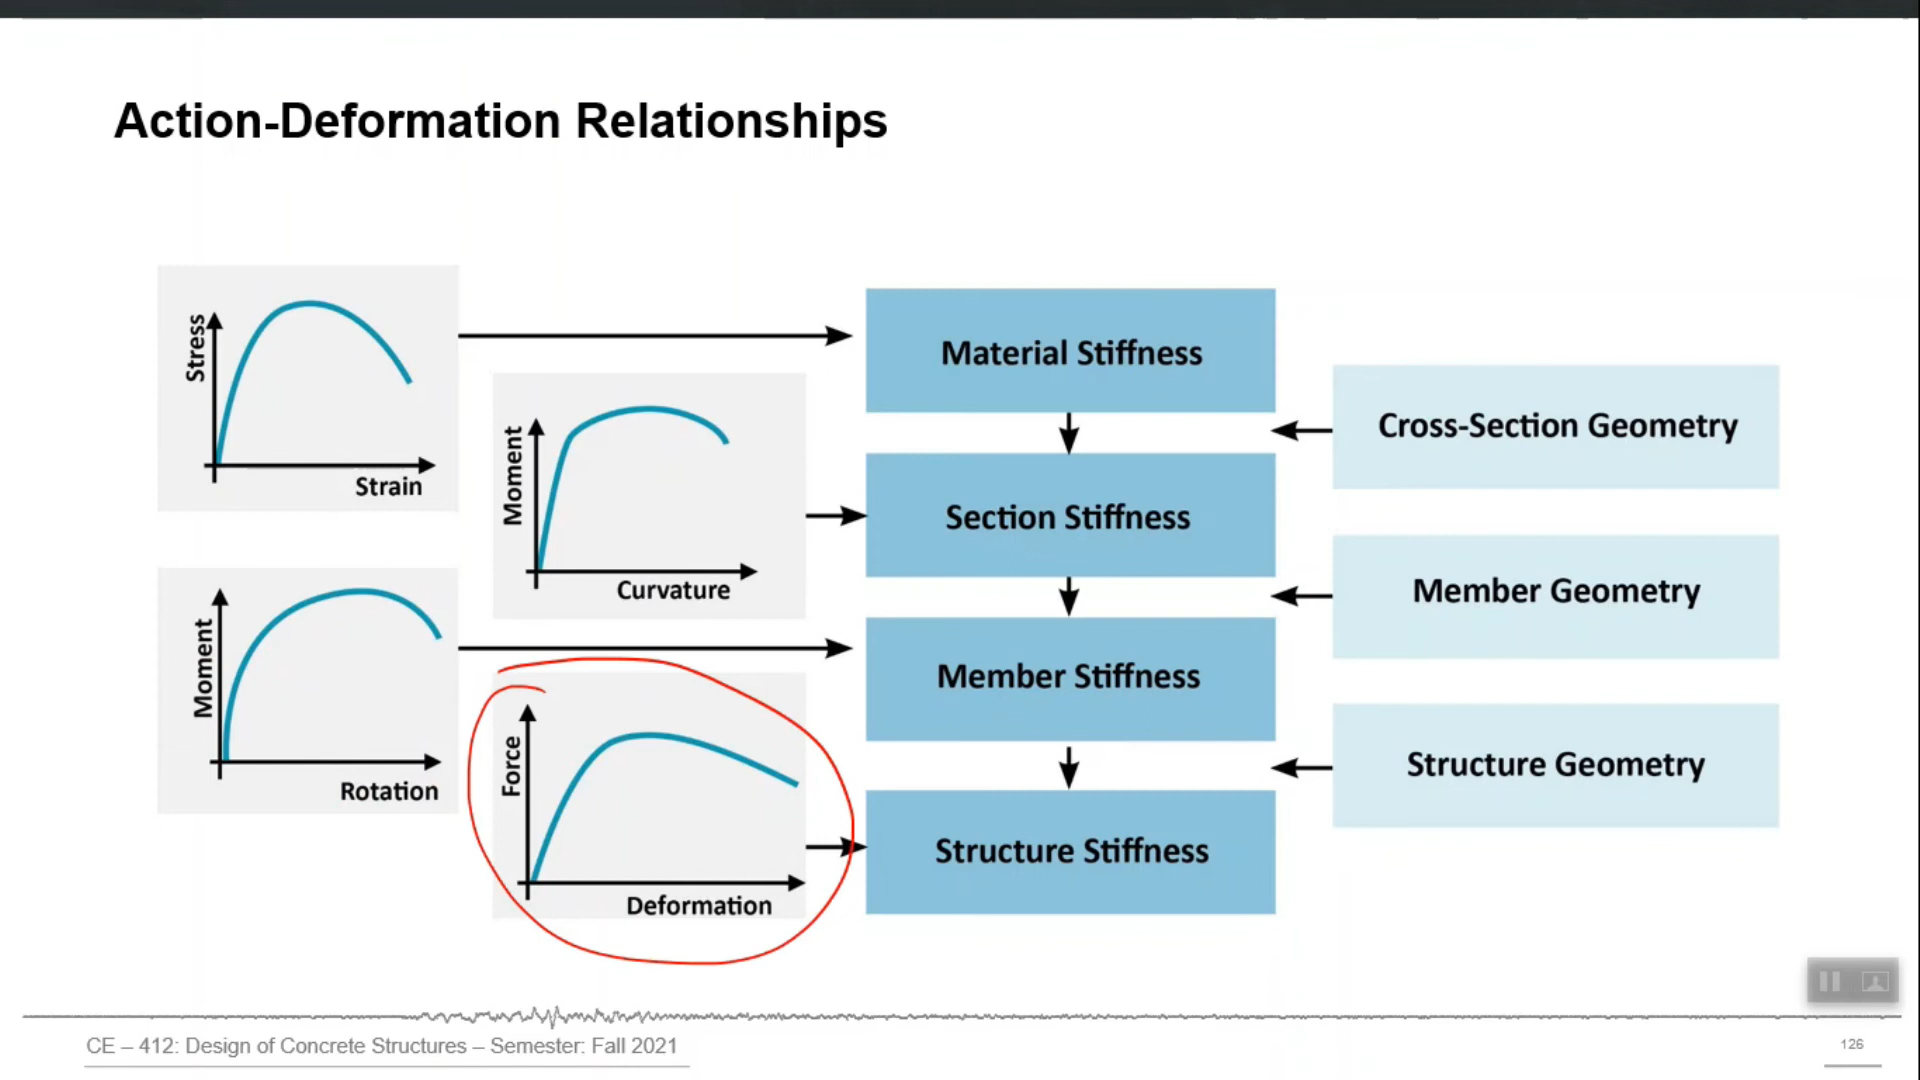 Action-Deformation Relationships
Stress
Strain
Moment
Curvature
Moment
Rotation
Force
Deformation
Material Stiffness
Section Stiffness
Member Stiffness
Structure Stiffness
Cross-Section Geometry
Member Geometry
Structure Geometry
CE – 412: Design of Concrete Structures – Semester: Fall 2021
126